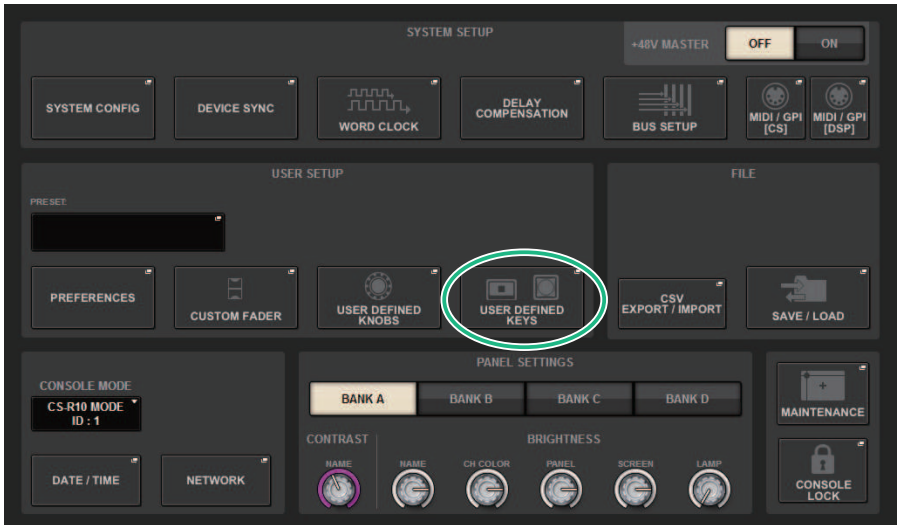 SYSTEM SETUP
+48V MASTER
OFF
ON
SYSTEM CONFIG
DEVICE SYNC
WORD CLOCK
DELAY
COMPENSATION
BUS SETUP
MIDI / GPI
[CS]
MIDI / GPI
[DSP]
USER SETUP
PRESET:
PREFERENCES
CUSTOM FADER
USER DEFINED
KNOBS
USER DEFINED
KEYS
FILE
CSV
EXPORT / IMPORT
SAVE / LOAD
CONSOLE MODE
CS-R10 MODE
ID : 1
DATE / TIME
NETWORK
PANEL SETTINGS
BANK A
BANK B
BANK C
BANK D
CONTRAST
BRIGHTNESS
NAME
NAME
CH COLOR
PANEL
SCREEN
LAMP
MAINTENANCE
CONSOLE
LOCK